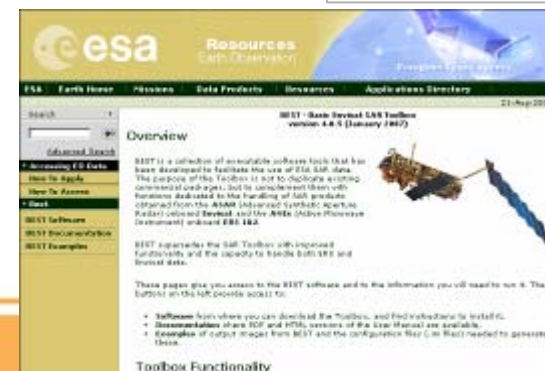 esa
Resources
Earth Observation
European Space Agency
ESA Earth Home Missions Data Products Resources Applications Directory
21-Aug-200
Search
BEST - Basic Envisat SAR Toolbox
version 4.0.5 (January 2007)
Advanced Search
Overview
Accessing EO Data
How To Apply
How To Access
Best
BEST Software
BEST Documentation
BEST Examples
BEST is a collection of executable software tools that has
been developed to facilitate the use of ESA SAR data.
The purpose of the Toolbox is not to duplicate existing
commercial packages, but to complement them with
functions dedicated to the handling of SAR products
obtained from the ASAR (Advanced Synthetic Aperture
Radar) onboard Envisat and the AMIs (Active Microwave
Instrument) onboard ERS 1&2.
BEST supersedes the SAR Toolbox with improved
functionality and the capacity to handle both ERS and
Envisat data.
These pages give you access to the BEST software and to the information you will need to run it. The
buttons on the left provide access to:
Software from where you can download the Toolbox, and find instructions to install it.
Documentation where PDF and HTML versions of the User Manual are available.
Examples of output images from BEST and the configuration files (.ini files) needed to generate
these.
Toolbox Functionality